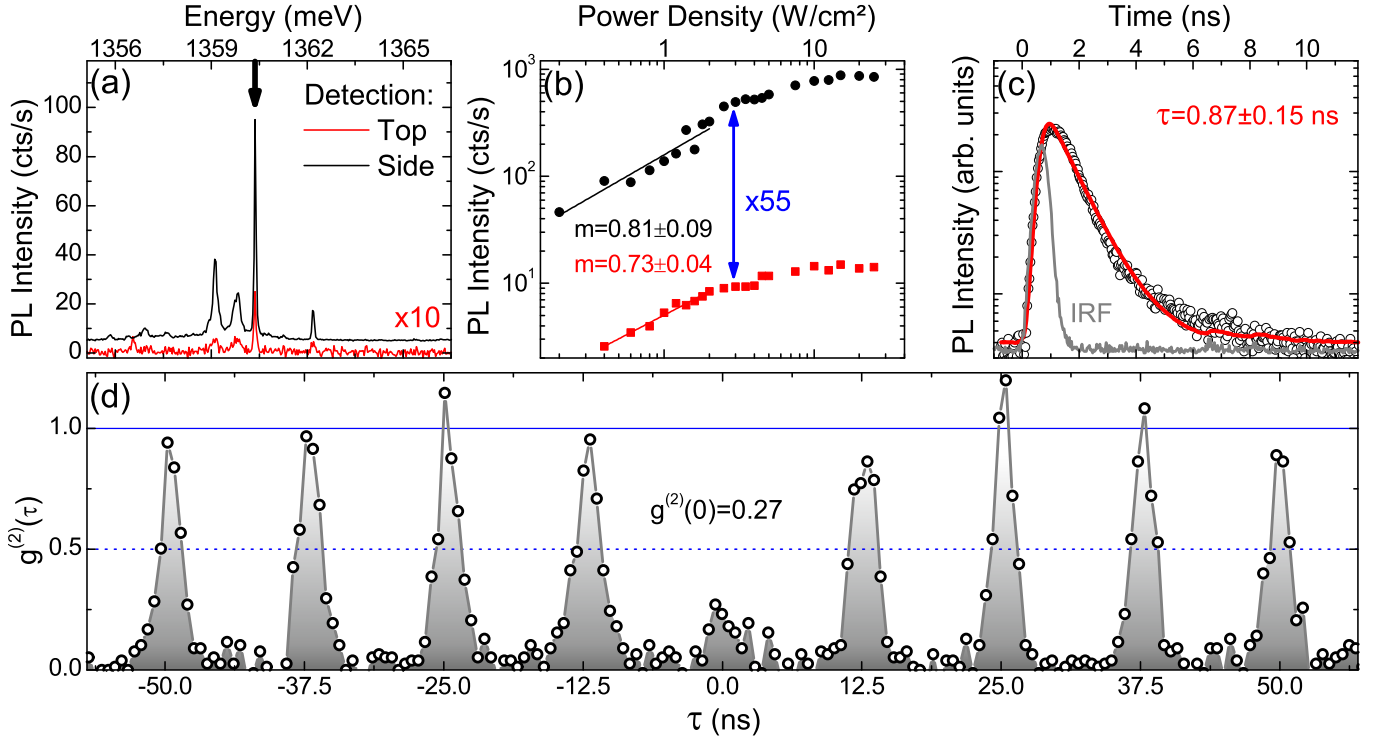 Energy (meV)
1356 1359 1362 1365
(a)
Detection:
Top
Side
x10
PL Intensity (cts/s)
100
80
60
40
20
0
Power Density (W/cm²)
1 10
(b)
PL Intensity (cts/s)
10³
10²
10¹
x55
m=0.81±0.09
m=0.73±0.04
Time (ns)
0 2 4 6 8 10
(c)
τ=0.87±0.15 ns
PL Intensity (arb. units)
IRF
(d)
g⁽²⁾(τ)
1.0
0.5
0.0
g⁽²⁾(0)=0.27
-50.0 -37.5 -25.0 -12.5 0.0 12.5 25.0 37.5 50.0
τ (ns)